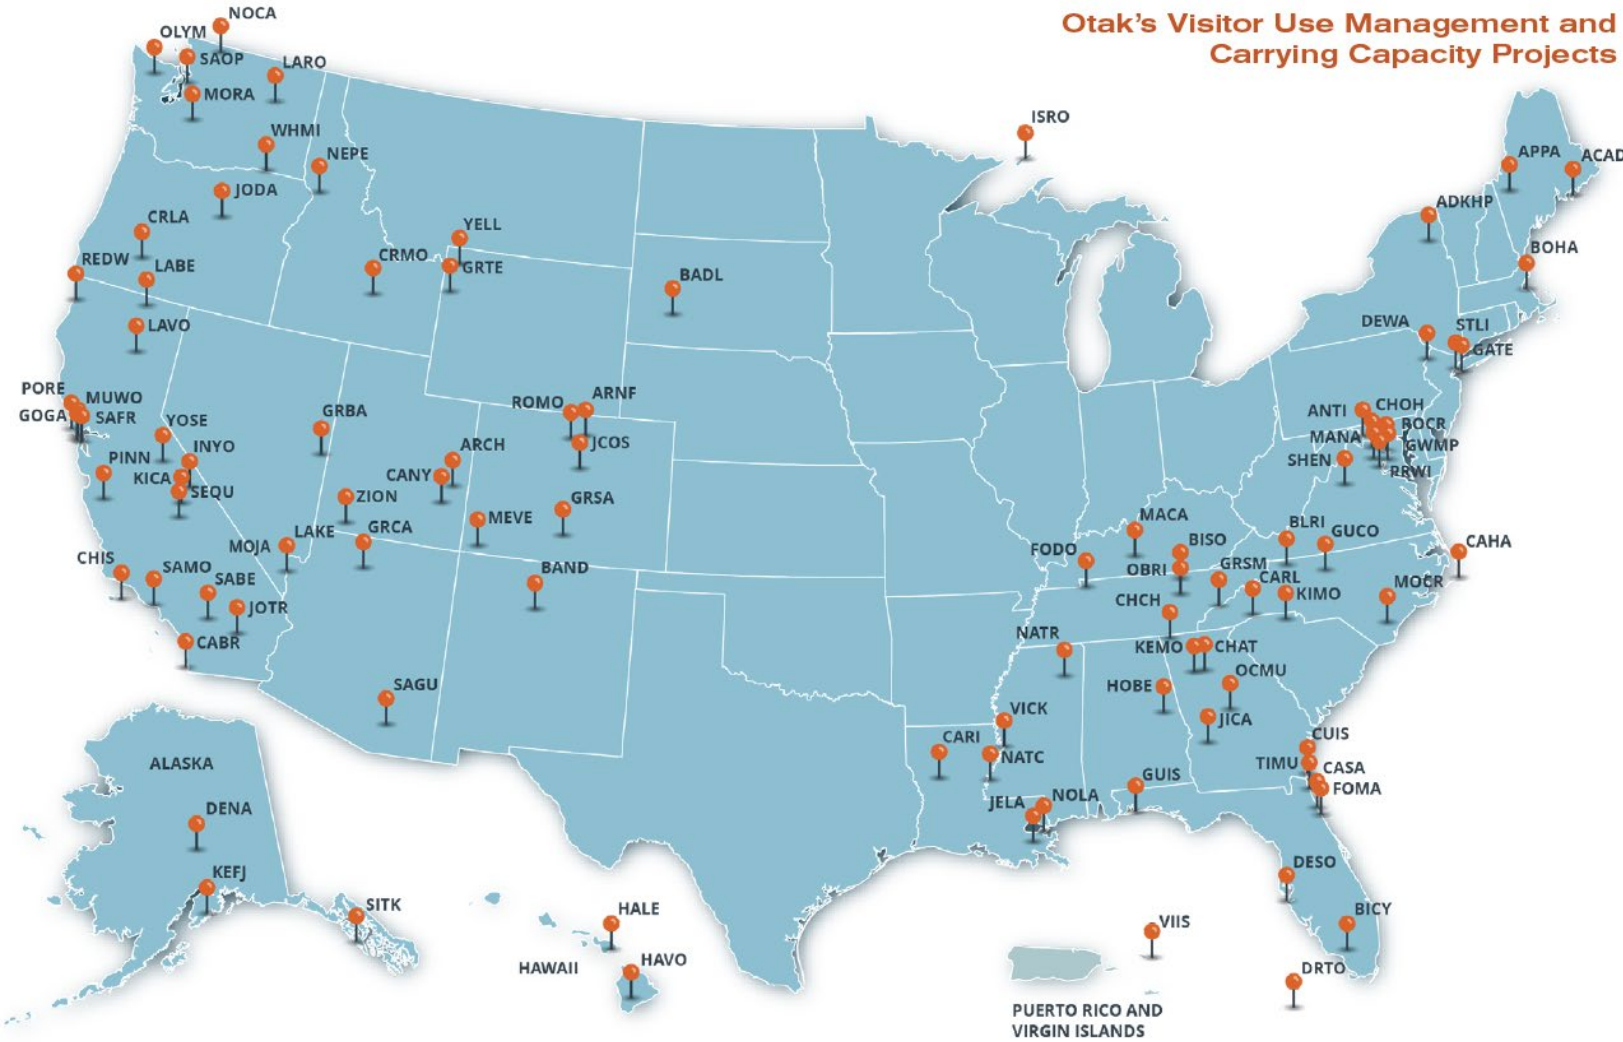 Otak's Visitor Use Management and
Carrying Capacity Projects
NOCA
OLYM
SAOP
LARO
MORA
WHMI
NEPE
JODA
CRLA
REDW
LABE
LAVO
YELL
CRMO
GRTE
BADL
ISRO
APPA
ACAD
ADKHP
BOHA
DEWA
STLI
GATE
PORE
MUWO
GOGA
SAFR
YOSE
INYO
PINN
KICA
SEQU
GRBA
ROMO
ARNF
JCOS
ARCH
CANY
ZION
GRSA
MEVE
LAKE
MOJA
GRCA
CHIS
SAMO
SABE
JOTR
CABR
BAND
SAGU
ANTI
CHOH
ROCR
MANA
GWMP
SHEN
PRWI
MACA
BLRI
GUCO
CAHA
FODO
BISO
OBRI
GRSM
CARL
KIMO
MOCR
CHCH
NATR
KEMO
CHAT
HOBE
OCMU
JICA
VICK
CARI
NATC
CUIS
TIMU
CASA
FOMA
GUIS
JELA
NOLA
DESO
BICY
DRTO
VIIS
ALASKA
DENA
KEFJ
SITK
HALE
HAWAII
HAVO
PUERTO RICO AND
VIRGIN ISLANDS